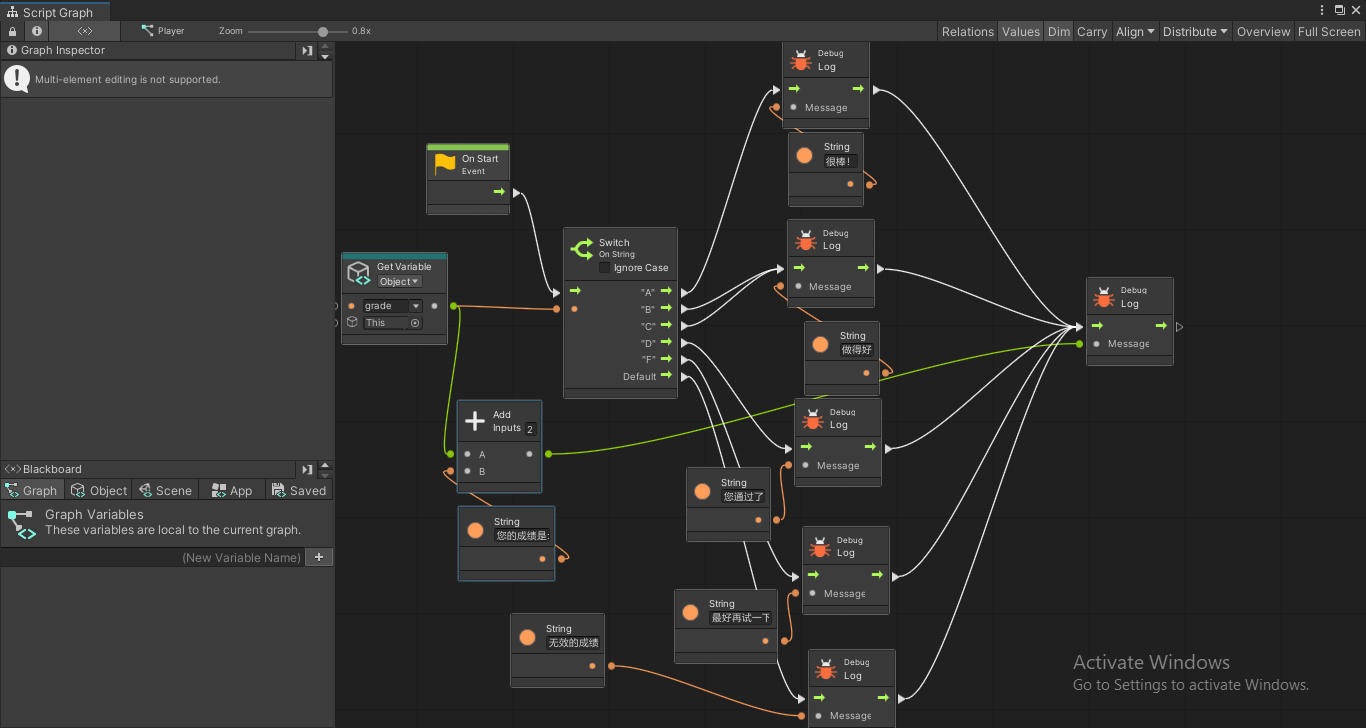 Script Graph
Player
Zoom
0.8x
Relations
Values
Dim
Carry
Align
Distribute
Overview
Full Screen
Graph Inspector
Multi-element editing is not supported.
Blackboard
Graph
Object
Scene
App
Saved
Graph Variables
These variables are local to the current graph.
(New Variable Name)
+
On Start
Event
Get Variable
Object
grade
This
Switch
On String
Ignore Case
"A"
"B"
"C"
"D"
"F"
Default
Add
Inputs 2
A
B
String
您的成绩是:
String
无效的成绩
Debug
Log
Message
String
很棒！
Debug
Log
Message
String
做得好
Debug
Log
Message
String
您通过了
Debug
Log
Message
String
最好再试一下
Debug
Log
Message
Debug
Log
Message
Activate Windows
Go to Settings to activate Windows.